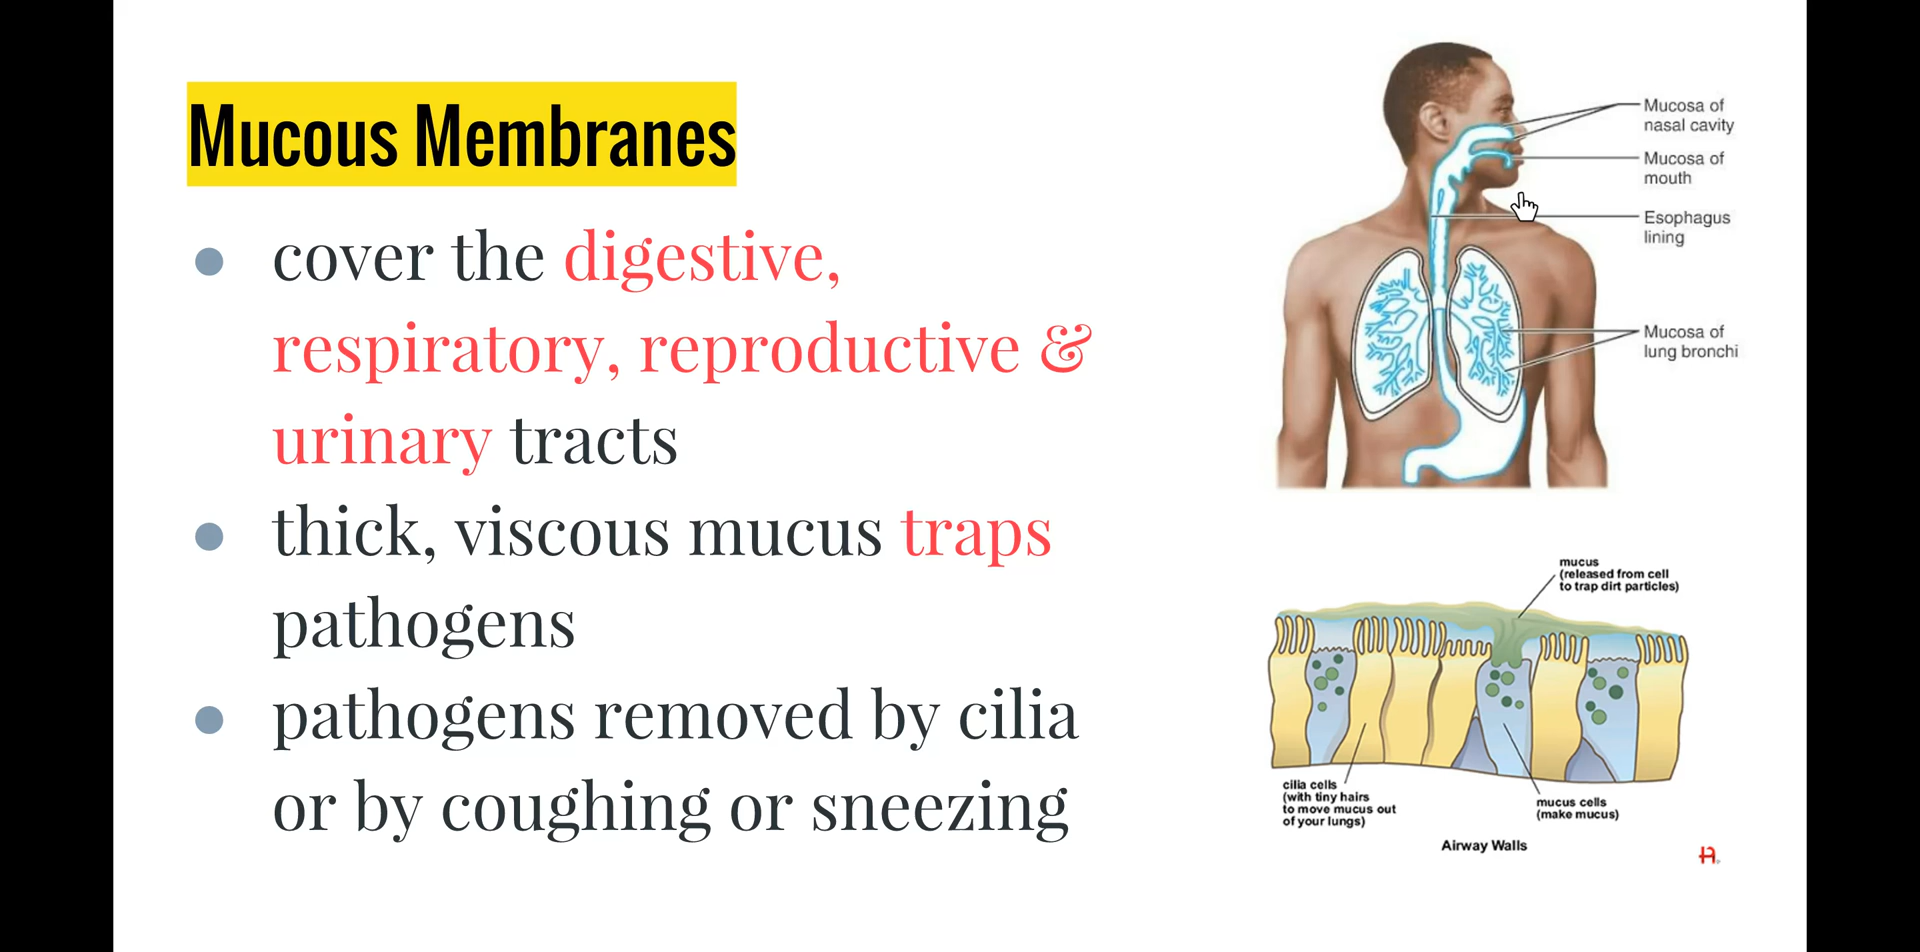 Mucous Membranes
cover the digestive,
respiratory, reproductive &
urinary tracts
thick, viscous mucus traps
pathogens
pathogens removed by cilia
or by coughing or sneezing
Mucosa of
nasal cavity
Mucosa of
mouth
Esophagus
lining
Mucosa of
lung bronchi
mucus
(released from cell
to trap dirt particles)
cilia cells
(with tiny hairs
to move mucus out
of your lungs)
mucus cells
(make mucus)
Airway Walls